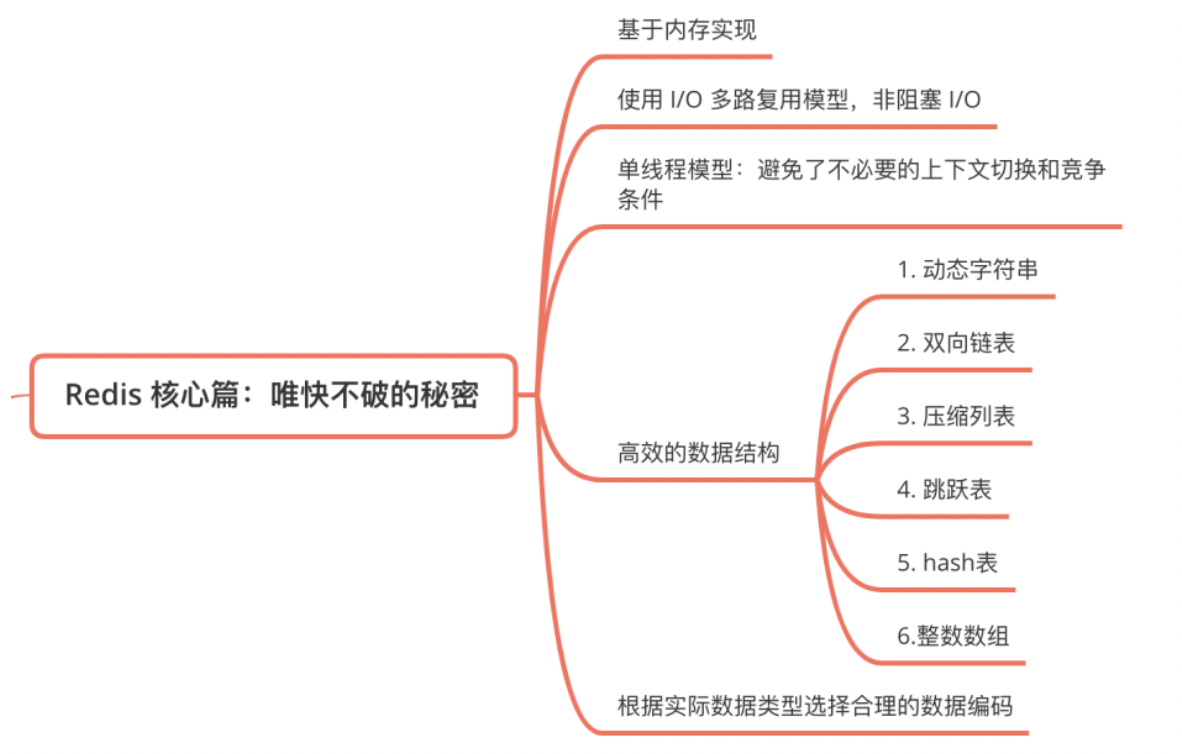 基于内存实现
使用 I/O 多路复用模型，非阻塞 I/O
单线程模型：避免了不必要的上下文切换和竞争
条件
Redis 核心篇：唯快不破的秘密
高效的数据结构
1. 动态字符串
2. 双向链表
3. 压缩列表
4. 跳跃表
5. hash表
6.整数数组
根据实际数据类型选择合理的数据编码